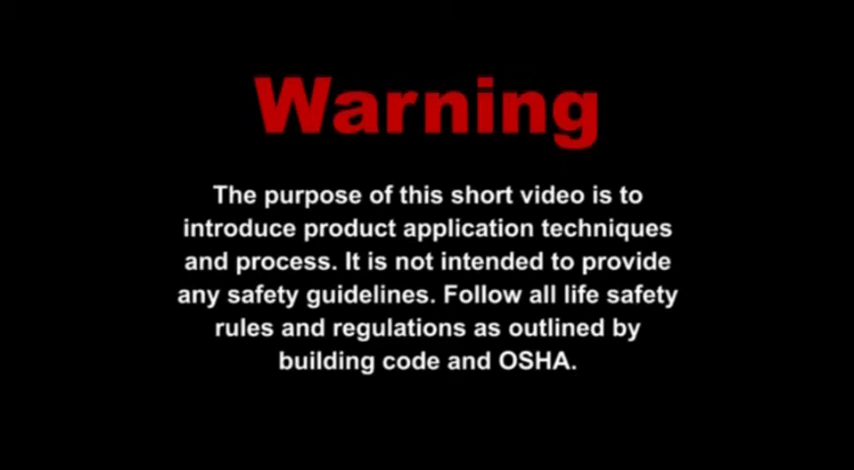 Warning
The purpose of this short video is to
introduce product application techniques
and process. It is not intended to provide
any safety guidelines. Follow all life safety
rules and regulations as outlined by
building code and OSHA.